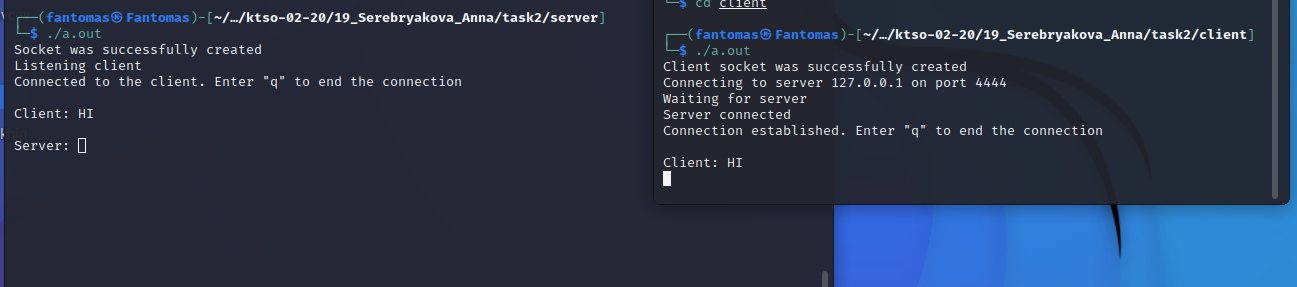 ┌──(fantomas㉿Fantomas)-[~/…/ktso-02-20/19_Serebryakova_Anna/task2/server]
└─$ ./a.out
Socket was successfully created
Listening client
Connected to the client. Enter "q" to end the connection
Client: HI
Server:
└─$ cd client
┌──(fantomas㉿Fantomas)-[~/…/ktso-02-20/19_Serebryakova_Anna/task2/client]
└─$ ./a.out
Client socket was successfully created
Connecting to server 127.0.0.1 on port 4444
Waiting for server
Server connected
Connection established. Enter "q" to end the connection
Client: HI